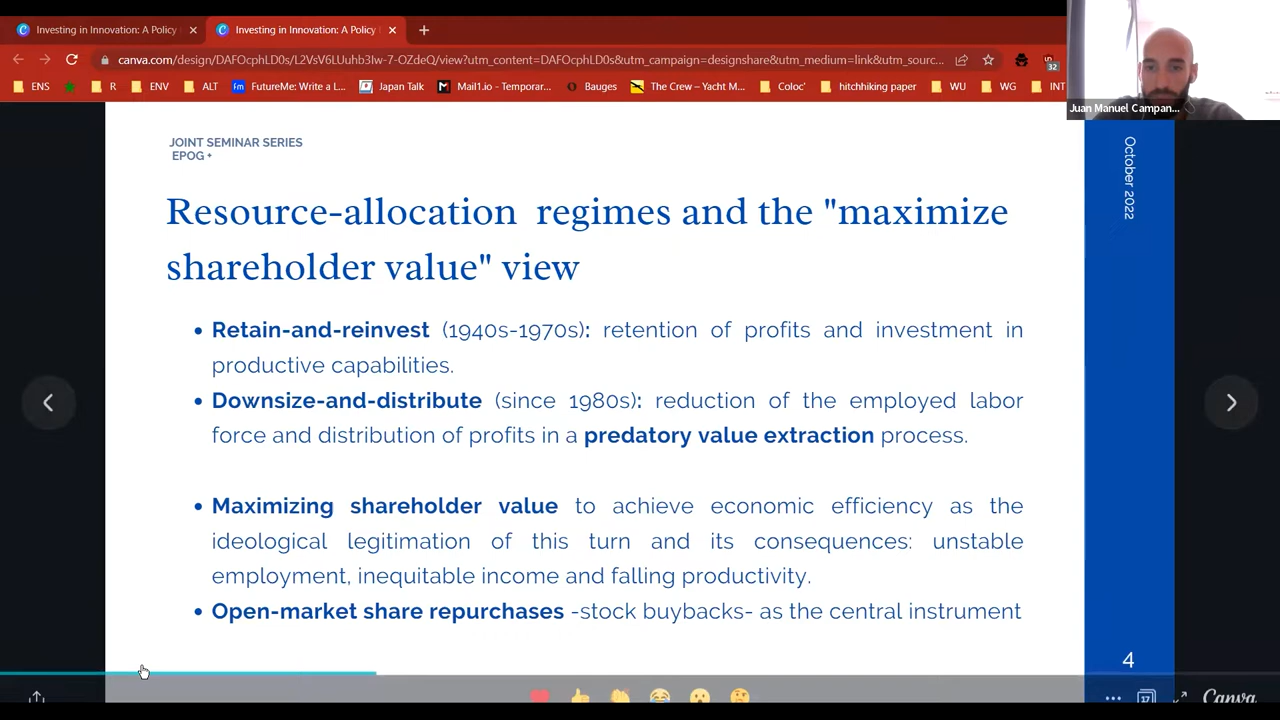 Investing in Innovation: A Policy
Investing in Innovation: A Policy
canva.com/design/DAFOcphLD0s/L2VsV6LUuhb3Iw-7-OZdeQ/view?utm_content=DAFOcphLD0s&utm_campaign=designshare&utm_medium=link&utm_sourc...
32
ENS
R
ENV
ALT
FutureMe: Write a L...
Japan Talk
Mail1.io - Temporar...
Bauges
The Crew – Yacht M...
Coloc'
hitchhiking paper
WU
WG
INT
Juan Manuel Campan...
JOINT SEMINAR SERIES
EPOG +
October 2022
Resource-allocation regimes and the "maximize
shareholder value" view
• Retain-and-reinvest (1940s-1970s): retention of profits and investment in
productive capabilities.
• Downsize-and-distribute (since 1980s): reduction of the employed labor
force and distribution of profits in a predatory value extraction process.
• Maximizing shareholder value to achieve economic efficiency as the
ideological legitimation of this turn and its consequences: unstable
employment, inequitable income and falling productivity.
• Open-market share repurchases -stock buybacks- as the central instrument
4
17
Canva